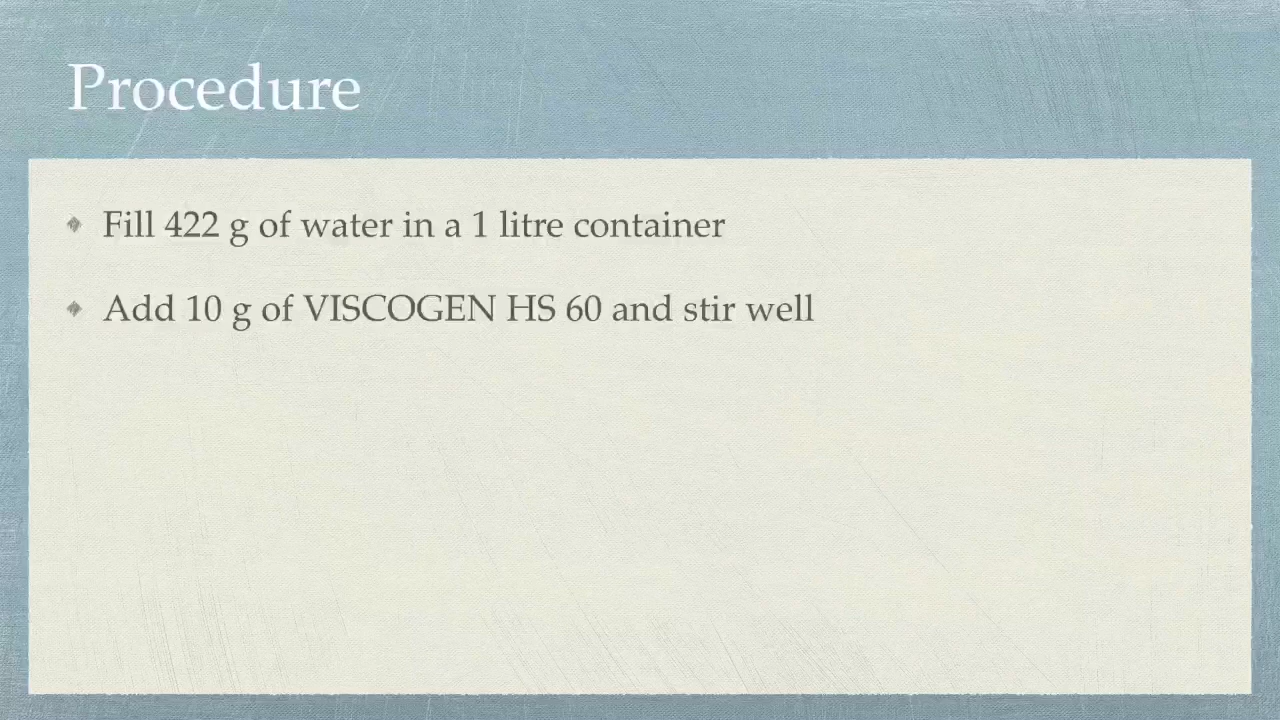 Procedure
Fill 422 g of water in a 1 litre container
Add 10 g of VISCOGEN HS 60 and stir well